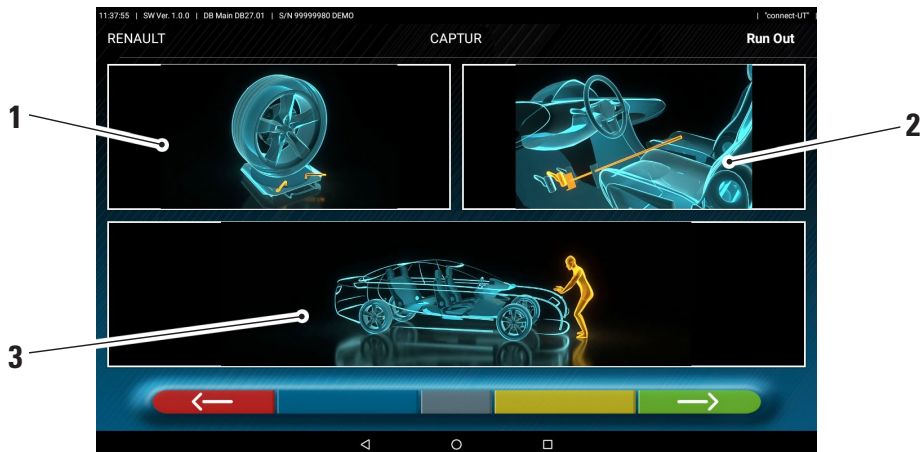 11:37:55 | SW Ver. 1.0.0 | DB Main DB27.01 | S/N 99999980 DEMO | "connect-UT" |
RENAULT CAPTUR Run Out
1
2
3